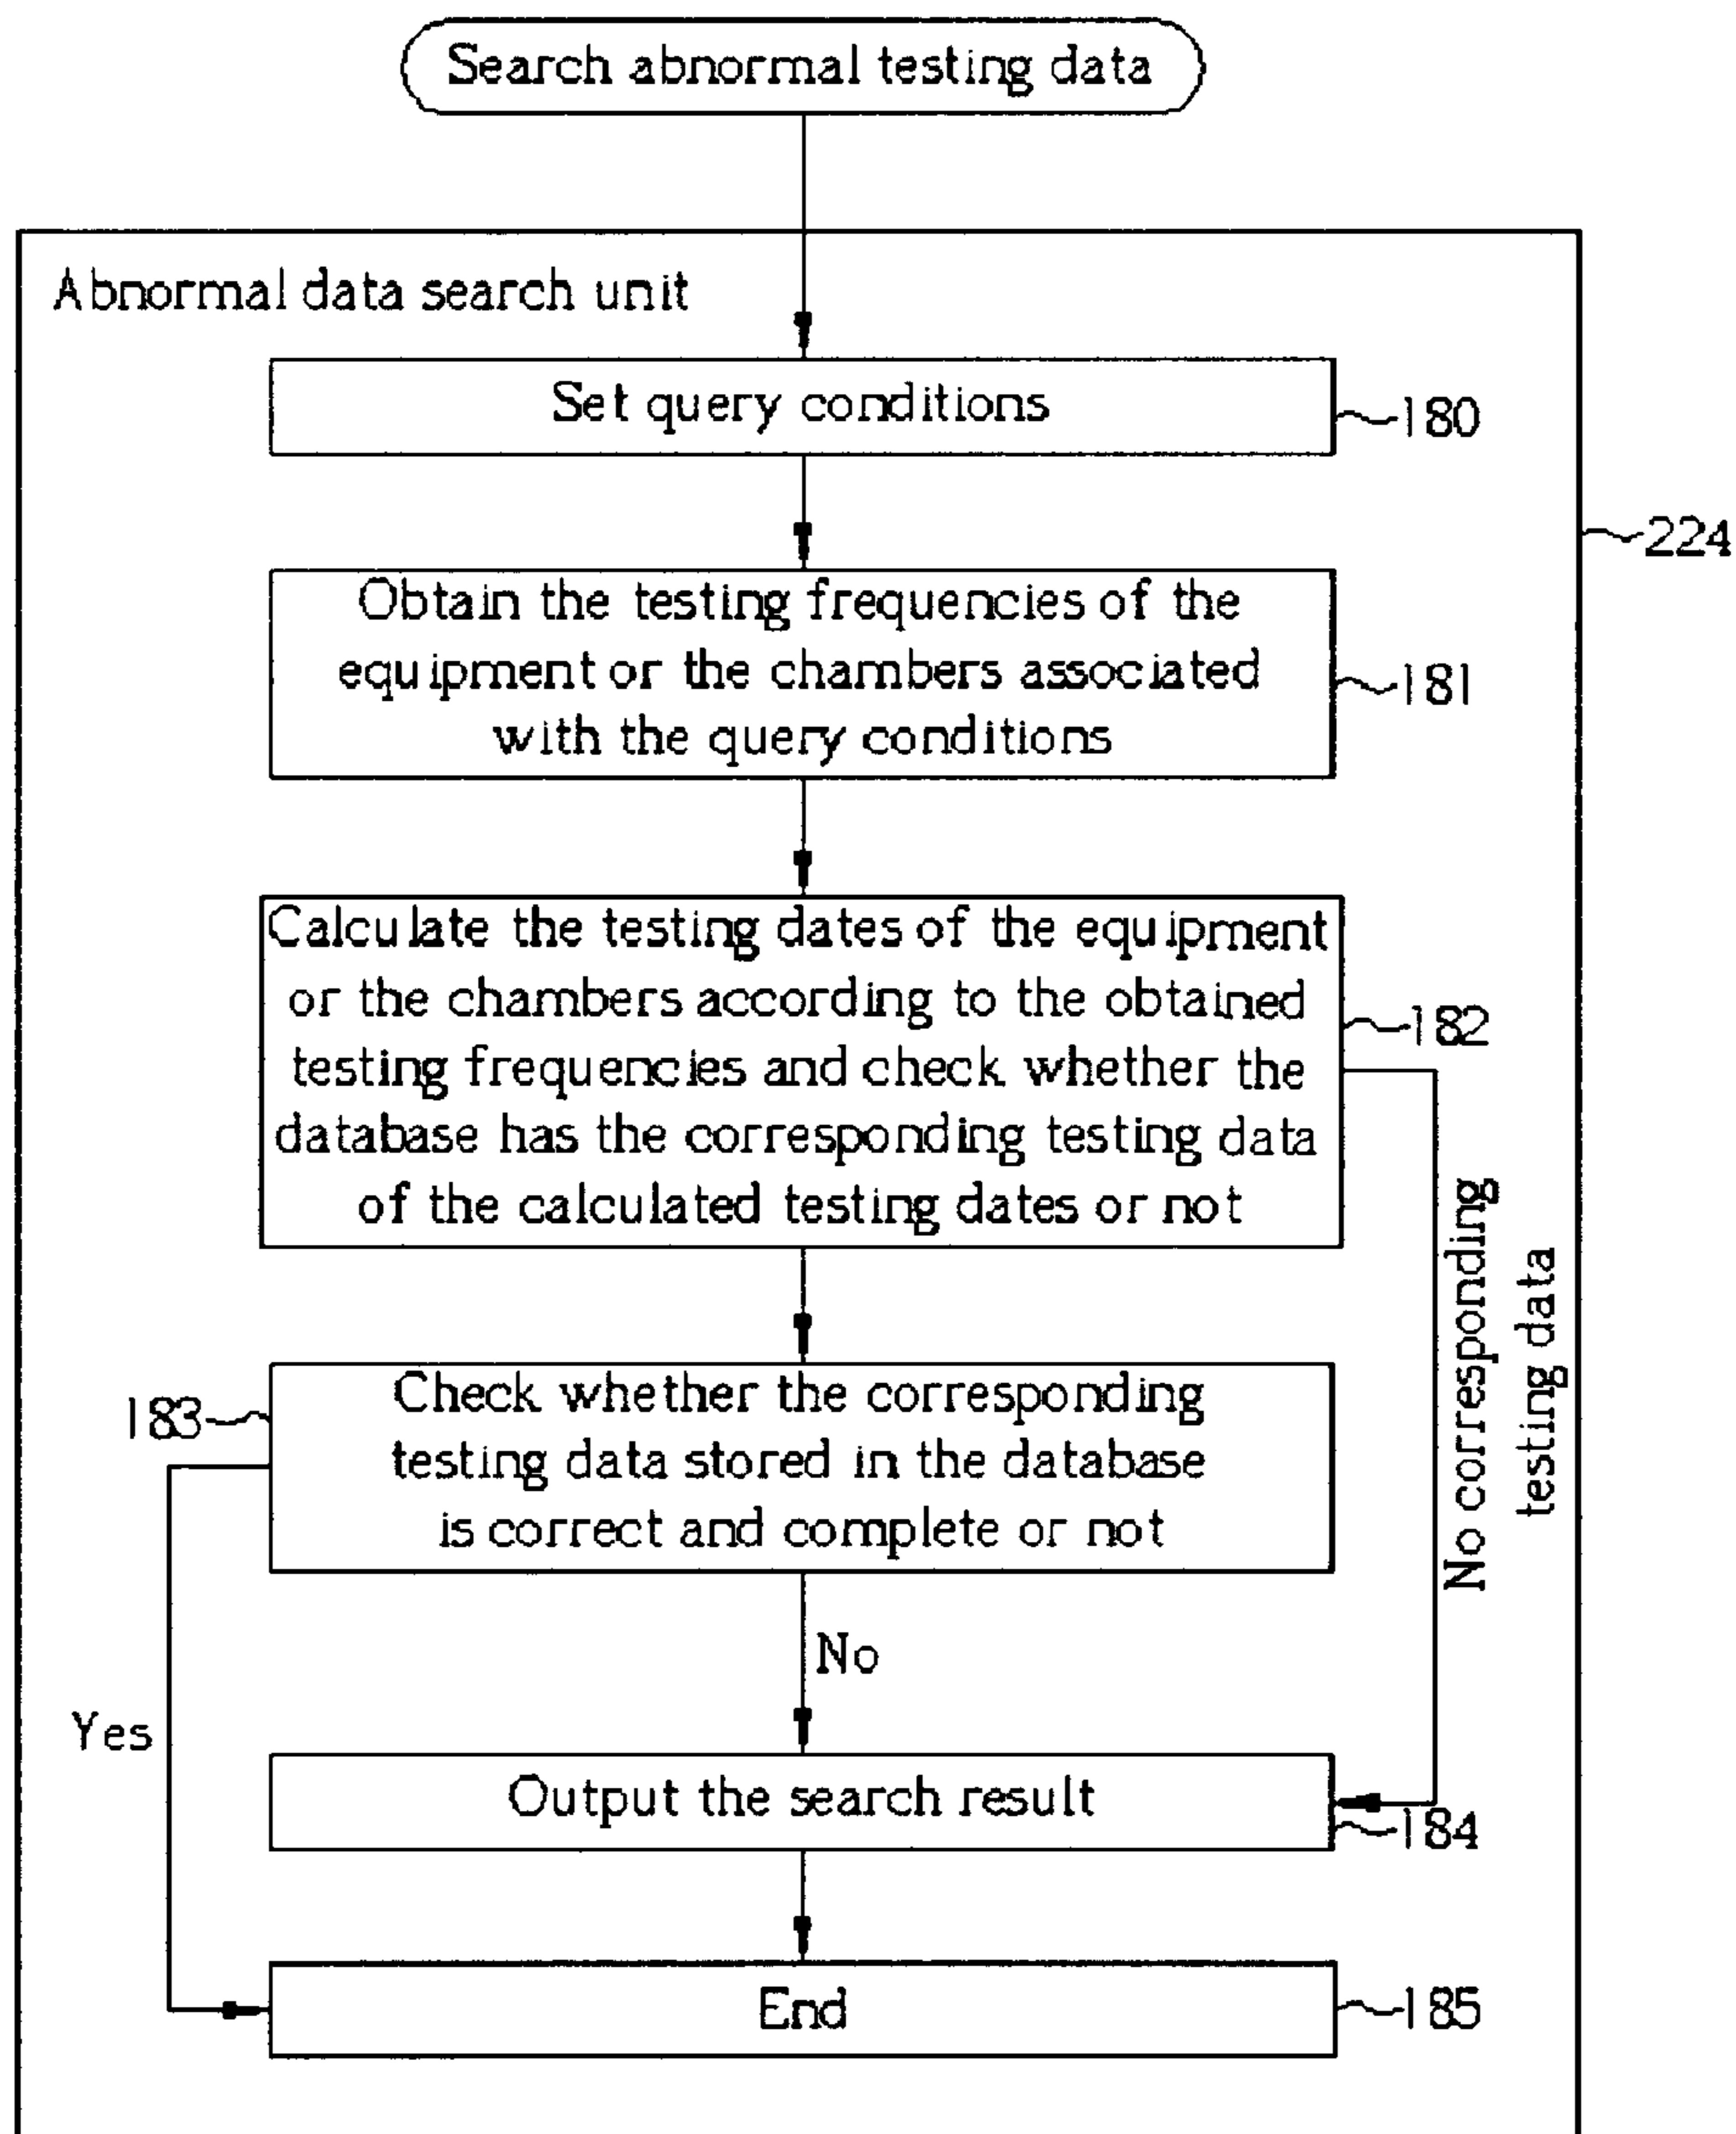 Search abnormal testing data
Abnormal data search unit
Set query conditions
180
224
Obtain the testing frequencies of the
equipment or the chambers associated
with the query conditions
181
Calculate the testing dates of the equipment
or the chambers according to the obtained
testing frequencies and check whether the
database has the corresponding testing data
of the calculated testing dates or not
182
No corresponding
testing data
183
Check whether the corresponding
testing data stored in the database
is correct and complete or not
No
Yes
Output the search result
184
End
185